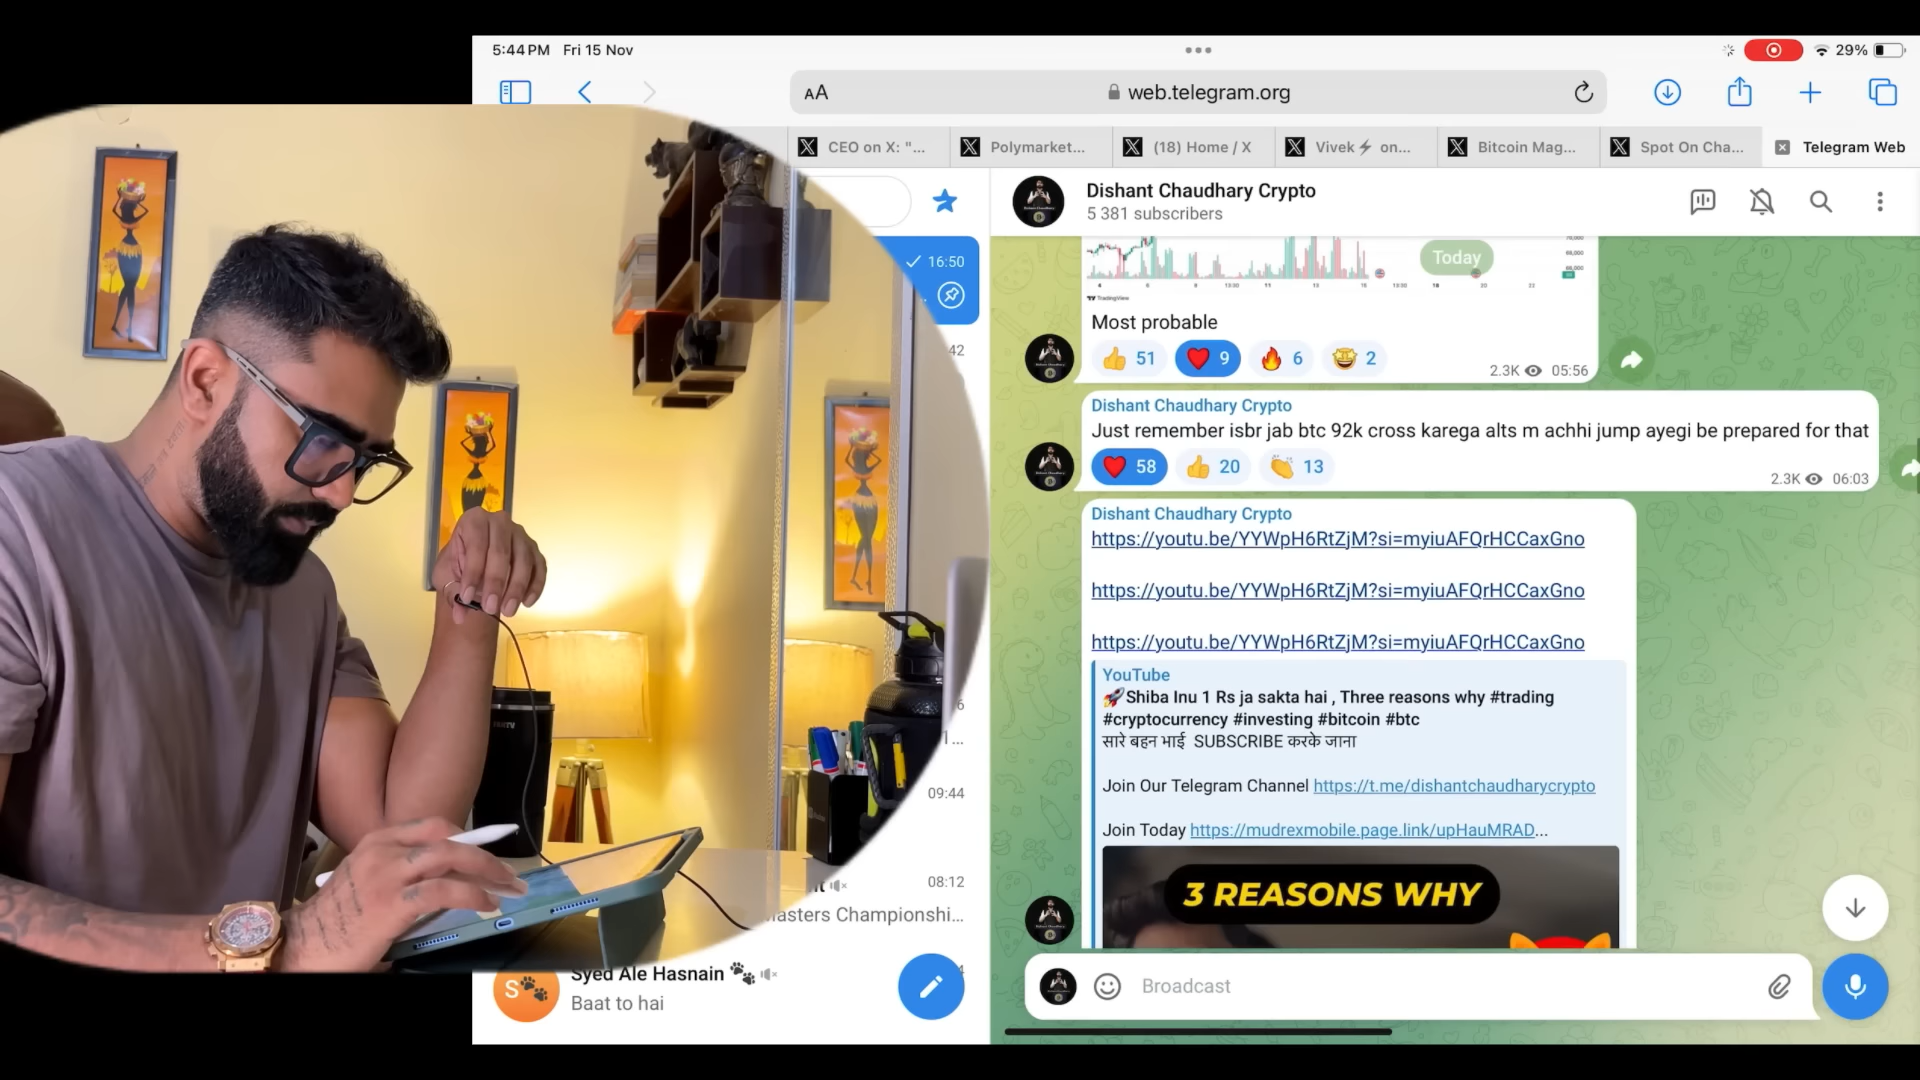 5:44 PM Fri 15 Nov
29%
AA
web.telegram.org
CEO on X: "...
Polymarket...
(18) Home / X
Vivek⚡ on...
Bitcoin Mag...
Spot On Cha...
Telegram Web
Dishant Chaudhary Crypto
5 381 subscribers
16:50
42
09:44
08:12
asters Championshi...
Syed Ale Hasnain 🐾
Baat to hai
S🐾
Today
TradingView
Most probable
👍 51 ❤️ 9 🔥 6 🤩 2
2.3K 05:56
Dishant Chaudhary Crypto
Just remember isbr jab btc 92k cross karega alts m achhi jump ayegi be prepared for that
❤️ 58 👍 20 👏 13
2.3K 06:03
Dishant Chaudhary Crypto
https://youtu.be/YYWpH6RtZjM?si=myiuAFQrHCCaxGno
https://youtu.be/YYWpH6RtZjM?si=myiuAFQrHCCaxGno
https://youtu.be/YYWpH6RtZjM?si=myiuAFQrHCCaxGno
YouTube
🚀Shiba Inu 1 Rs ja sakta hai , Three reasons why #trading
#cryptocurrency #investing #bitcoin #btc
सारे बहन भाई SUBSCRIBE करके जाना
Join Our Telegram Channel https://t.me/dishantchaudharycrypto
Join Today https://mudrexmobile.page.link/upHauMRAD...
3 REASONS WHY
Broadcast